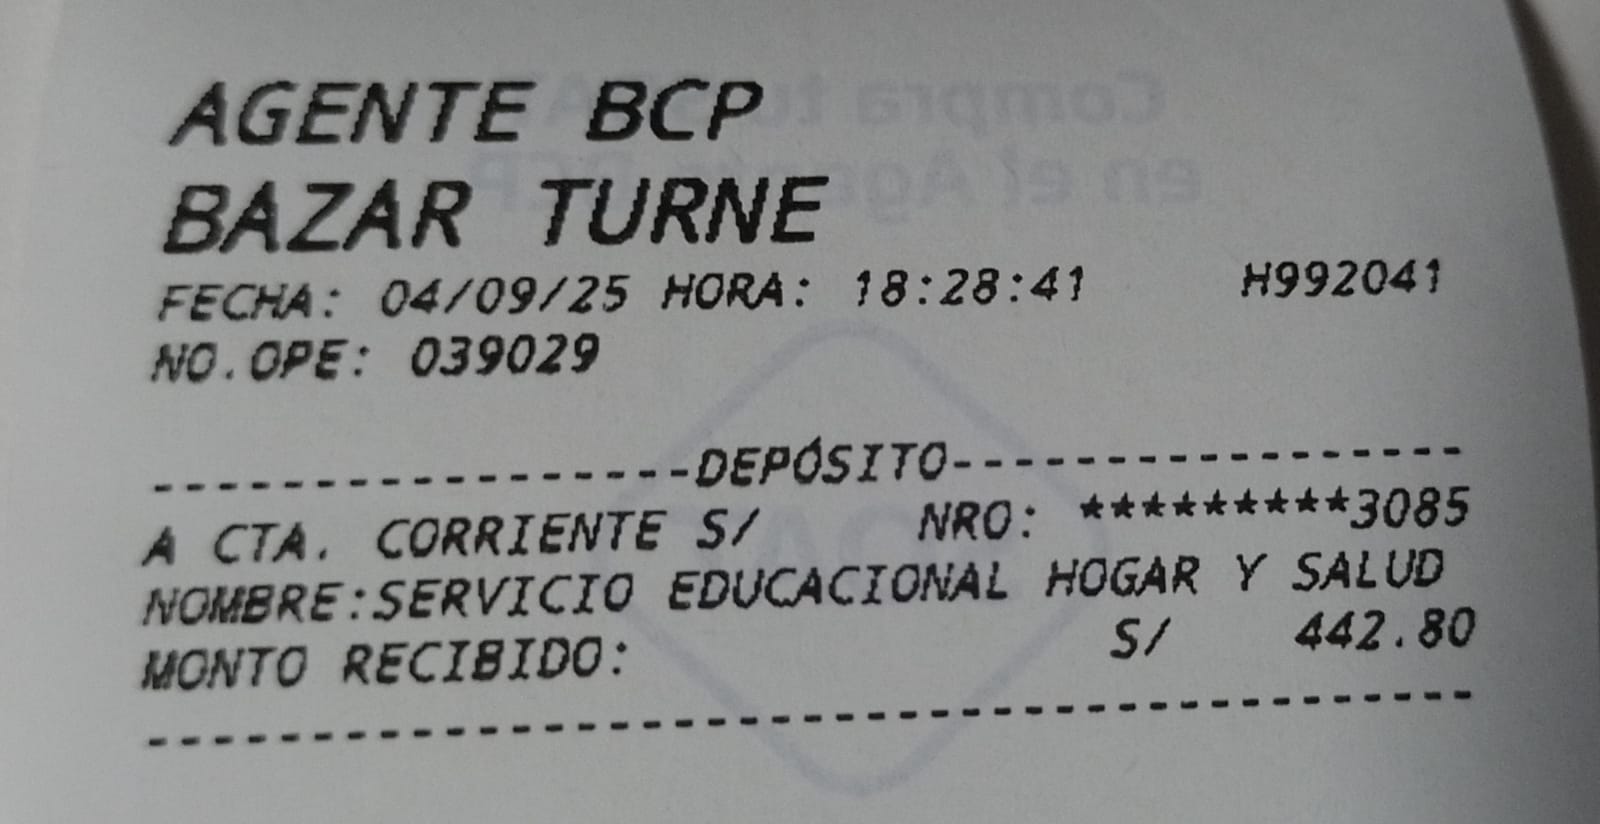 AGENTE BCP
BAZAR TURNE
FECHA: 04/09/25 HORA: 18:28:41 H992041
NO.OPE: 039029
-----------------DEPÓSITO-----------------
A CTA. CORRIENTE S/ NRO: *********3085
NOMBRE:SERVICIO EDUCACIONAL HOGAR Y SALUD
MONTO RECIBIDO: S/ 442.80
------------------------------------------